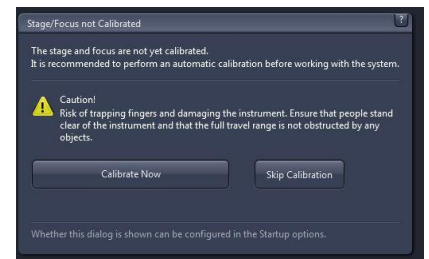 Stage/Focus not Calibrated
?
The stage and focus are not yet calibrated.
It is recommended to perform an automatic calibration before working with the system.
Caution!
Risk of trapping fingers and damaging the instrument. Ensure that people stand
clear of the instrument and that the full travel range is not obstructed by any
objects.
Calibrate Now
Skip Calibration
Whether this dialog is shown can be configured in the Startup options.